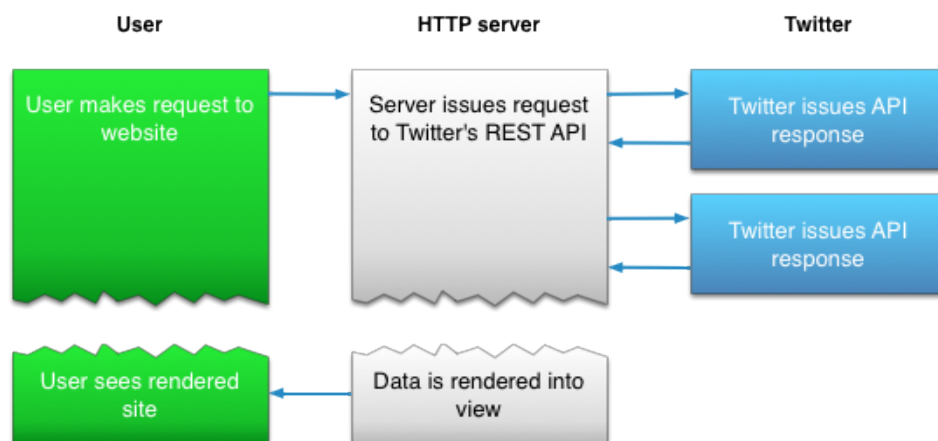 User
HTTP server
Twitter
User makes request to
website
Server issues request
to Twitter's REST API
Twitter issues API
response
Twitter issues API
response
User sees rendered
site
Data is rendered into
view